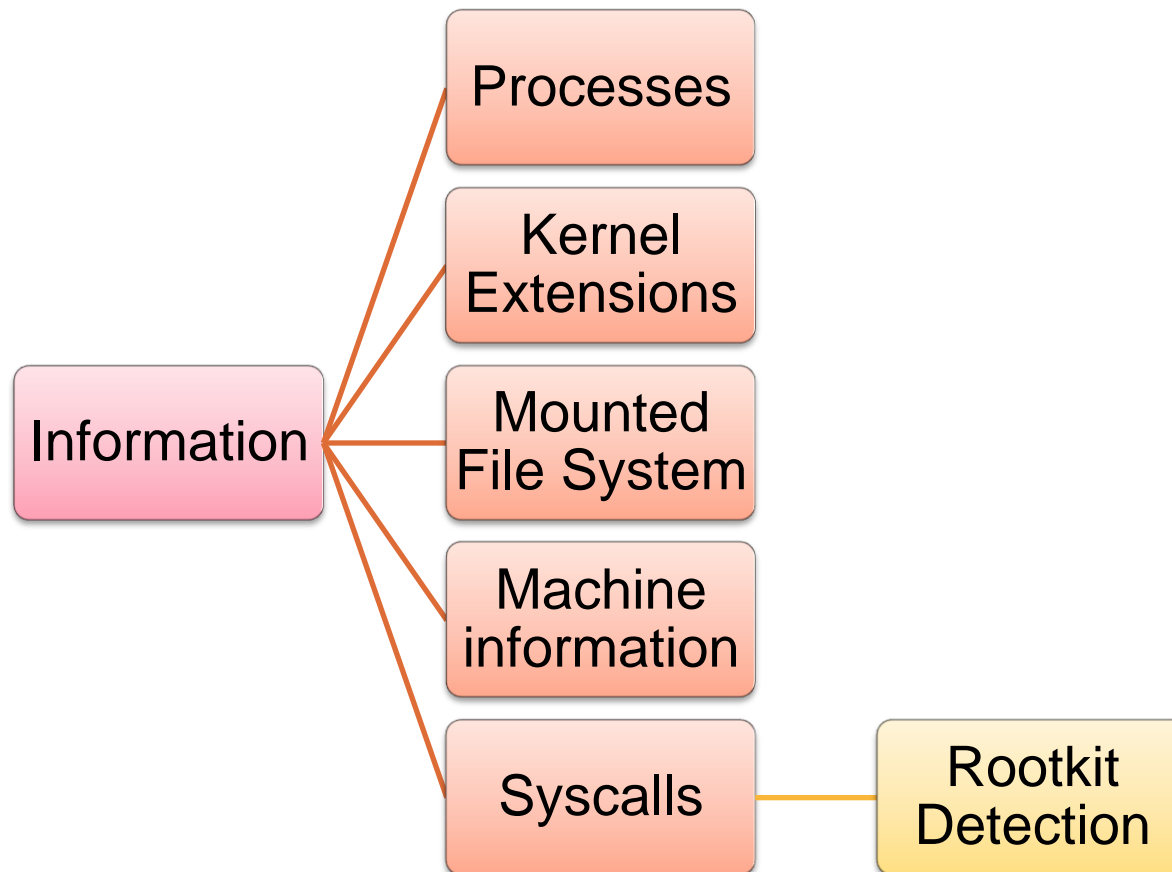 Processes
Kernel
Extensions
Information
Mounted
File System
Machine
information
Syscalls
Rootkit
Detection